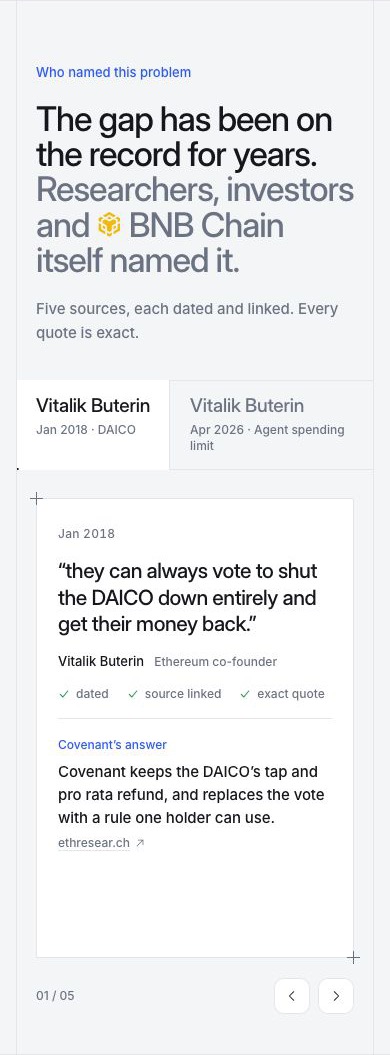 Who named this problem
The gap has been on
the record for years.
Researchers, investors
and BNB Chain
itself named it.
Five sources, each dated and linked. Every
quote is exact.
Vitalik Buterin
Jan 2018 · DAICO
Vitalik Buterin
Apr 2026 · Agent spending
limit
Jan 2018
“they can always vote to shut
the DAICO down entirely and
get their money back.”
Vitalik Buterin Ethereum co-founder
dated source linked exact quote
Covenant’s answer
Covenant keeps the DAICO’s tap and
pro rata refund, and replaces the vote
with a rule one holder can use.
ethresear.ch ↗
01 / 05